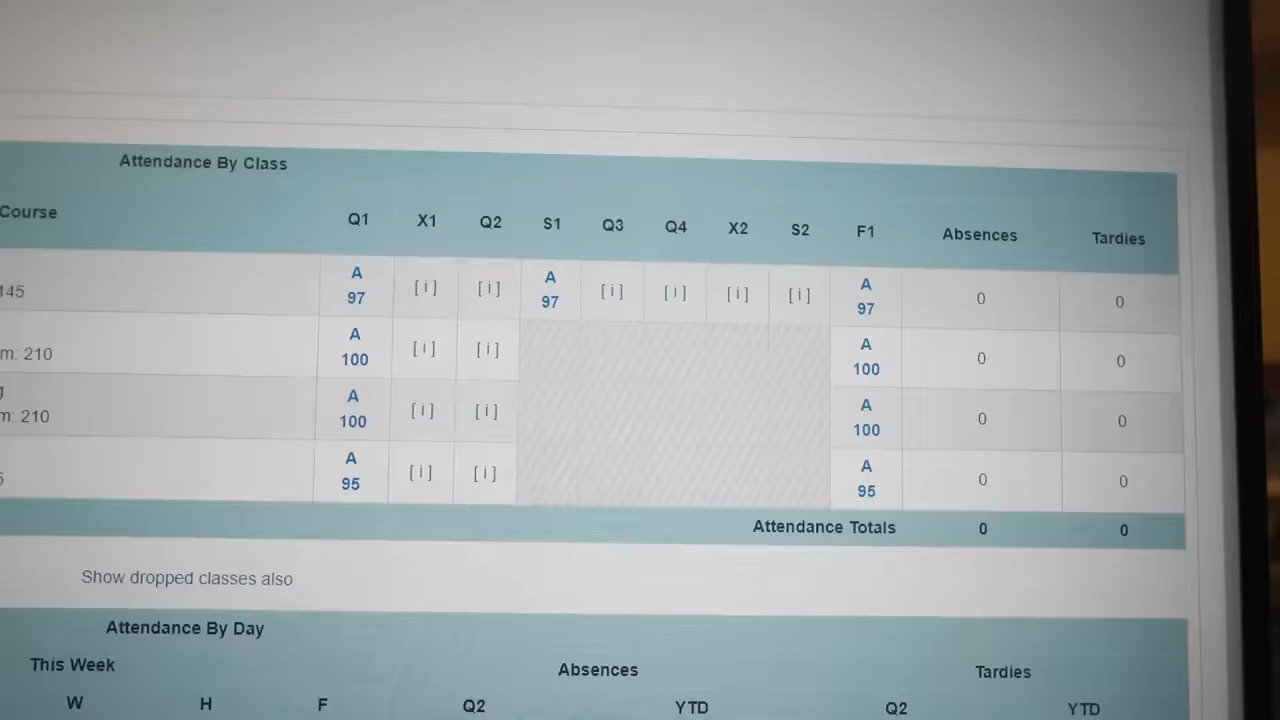 Attendance By Class
Course Q1 X1 Q2 S1 Q3 Q4 X2 S2 F1 Absences Tardies
145 A 97 [ i ] [ i ] A 97 [ i ] [ i ] [ i ] [ i ] A 97 0 0
m: 210 A 100 [ i ] [ i ] A 100 0 0
m: 210 A 100 [ i ] [ i ] A 100 0 0
A 95 [ i ] [ i ] A 95 0 0
Attendance Totals 0 0
Show dropped classes also
Attendance By Day
This Week Absences Tardies
W H F Q2 YTD Q2 YTD